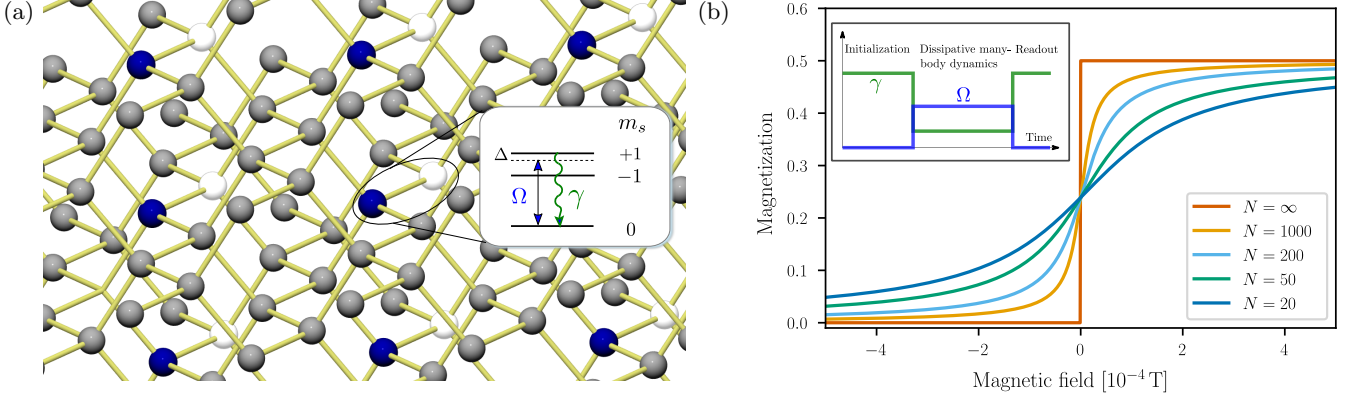 (a)
m_s
Δ
+1
−1
Ω
γ
0
(b)
Magnetization
0.6
0.5
0.4
0.3
0.2
0.1
0.0
Initialization
Dissipative many-
body dynamics
Readout
γ
Ω
Time
N = ∞
N = 1000
N = 200
N = 50
N = 20
−4
−2
0
2
4
Magnetic field [10⁻⁴ T]